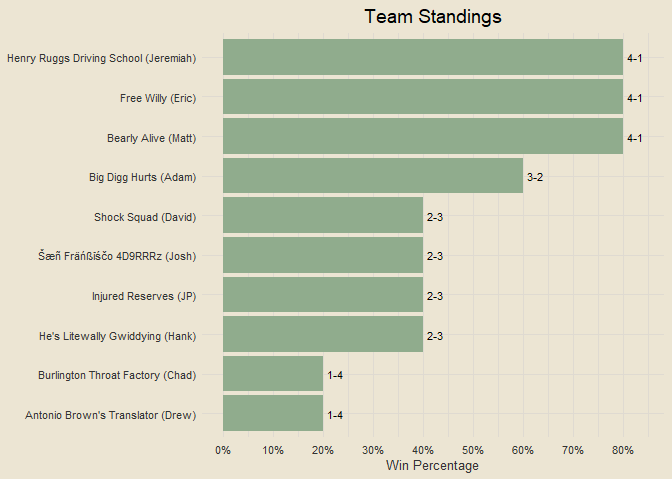 Team Standings
Henry Ruggs Driving School (Jeremiah) 4-1
Free Willy (Eric) 4-1
Bearly Alive (Matt) 4-1
Big Digg Hurts (Adam) 3-2
Shock Squad (David) 2-3
Šæñ Fräńßïśčo 4D9RRRz (Josh) 2-3
Injured Reserves (JP) 2-3
He's Litewally Gwiddying (Hank) 2-3
Burlington Throat Factory (Chad) 1-4
Antonio Brown's Translator (Drew) 1-4
0% 10% 20% 30% 40% 50% 60% 70% 80%
Win Percentage